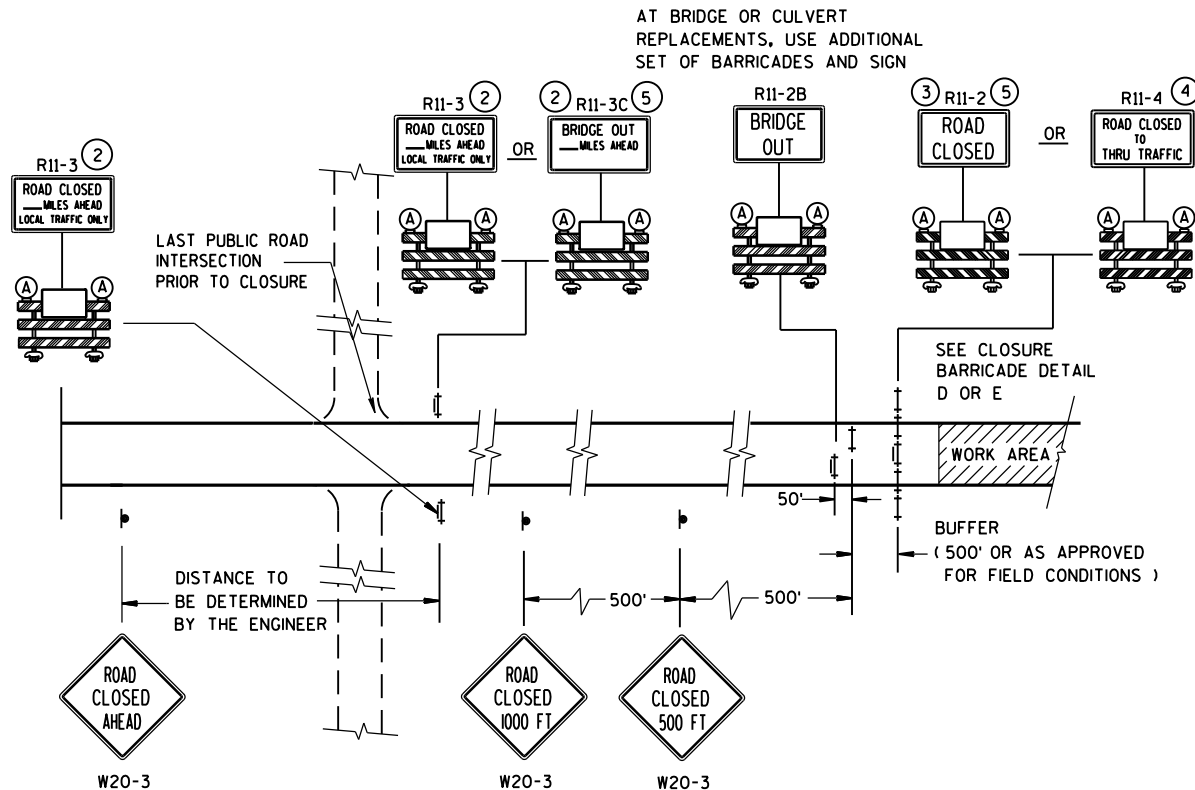 AT BRIDGE OR CULVERT
REPLACEMENTS, USE ADDITIONAL
SET OF BARRICADES AND SIGN
R11-3 2
ROAD CLOSED
___MILES AHEAD
LOCAL TRAFFIC ONLY
A A
R11-3 2
ROAD CLOSED
___MILES AHEAD
LOCAL TRAFFIC ONLY
A A
OR
2 R11-3C 5
BRIDGE OUT
___MILES AHEAD
A A
R11-2B
BRIDGE
OUT
A A
3 R11-2 5
ROAD
CLOSED
A A
OR
R11-4 4
ROAD CLOSED
TO
THRU TRAFFIC
A A
LAST PUBLIC ROAD
INTERSECTION
PRIOR TO CLOSURE
SEE CLOSURE
BARRICADE DETAIL
D OR E
WORK AREA
50'
BUFFER
( 500' OR AS APPROVED
FOR FIELD CONDITIONS )
DISTANCE TO
BE DETERMINED
BY THE ENGINEER
500'
500'
ROAD
CLOSED
AHEAD
W20-3
ROAD
CLOSED
1000 FT
W20-3
ROAD
CLOSED
500 FT
W20-3